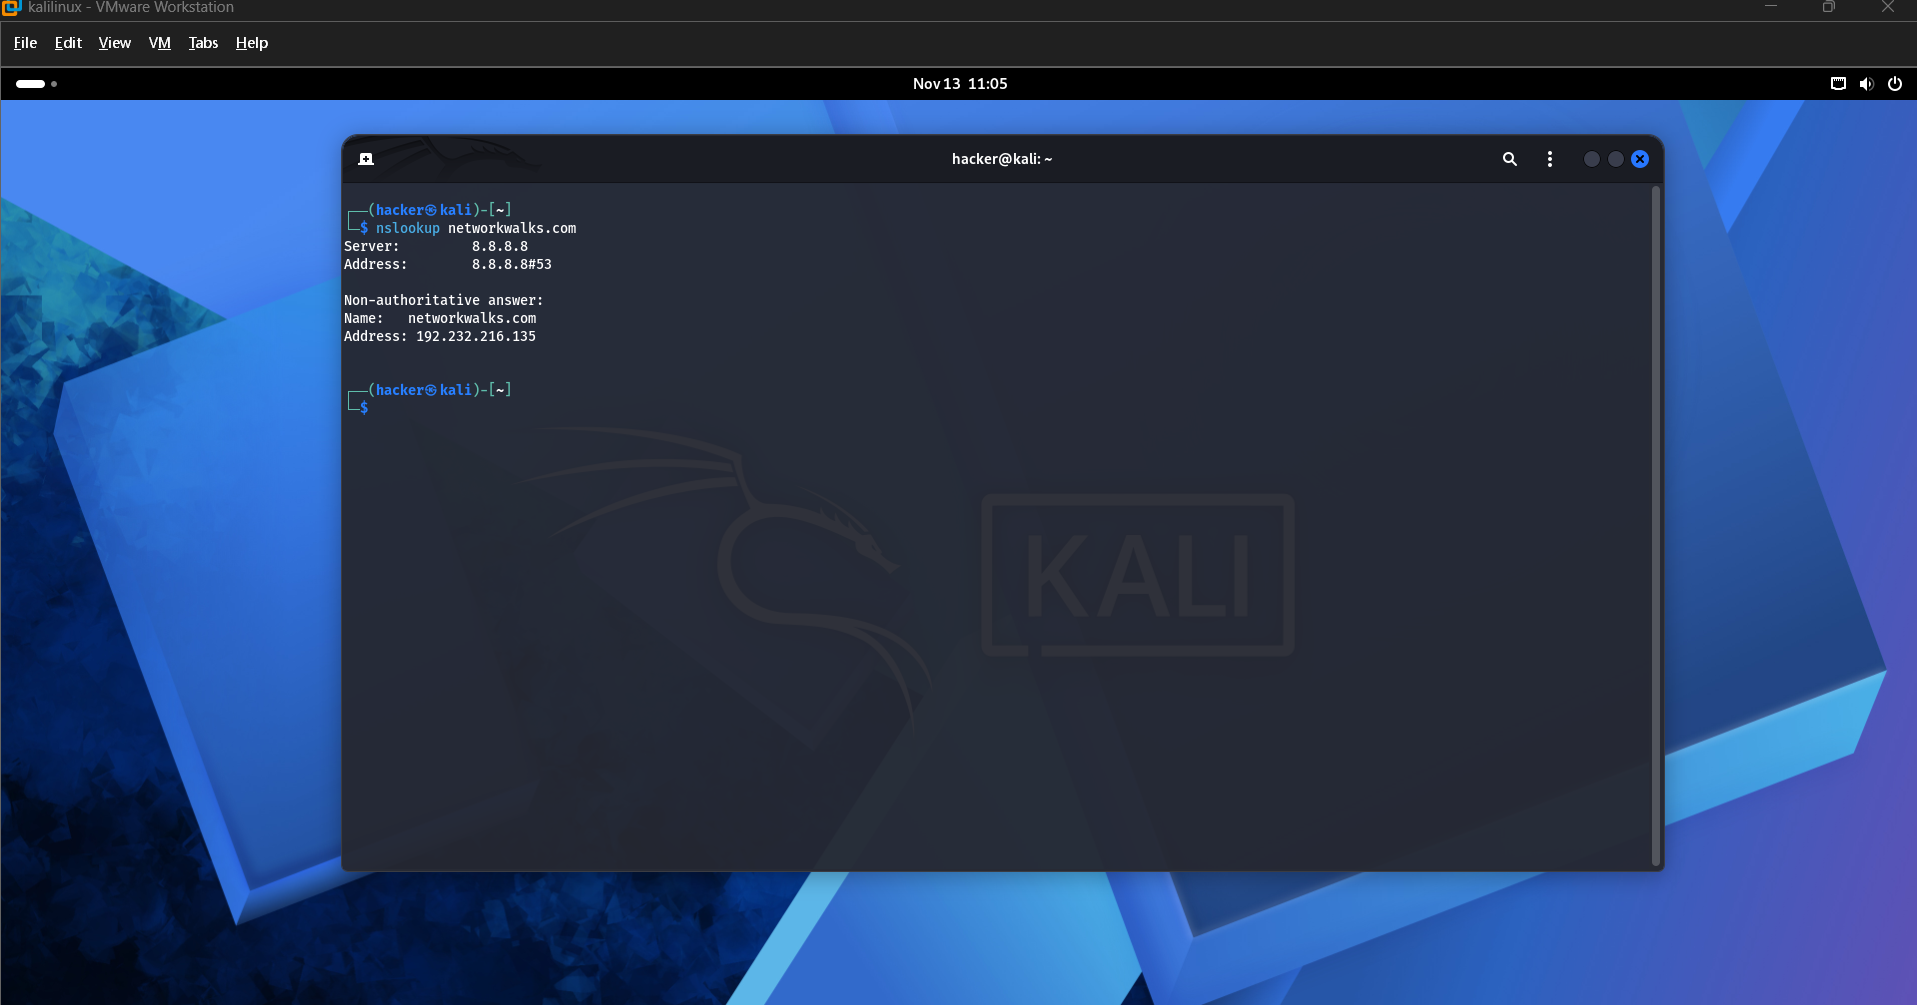 kalilinux - VMware Workstation
File Edit View VM Tabs Help
Nov 13 11:05
hacker@kali: ~
┌──(hacker㉿kali)-[~]
└─$ nslookup networkwalks.com
Server:         8.8.8.8
Address:        8.8.8.8#53
Non-authoritative answer:
Name:   networkwalks.com
Address: 192.232.216.135
┌──(hacker㉿kali)-[~]
└─$
KALI